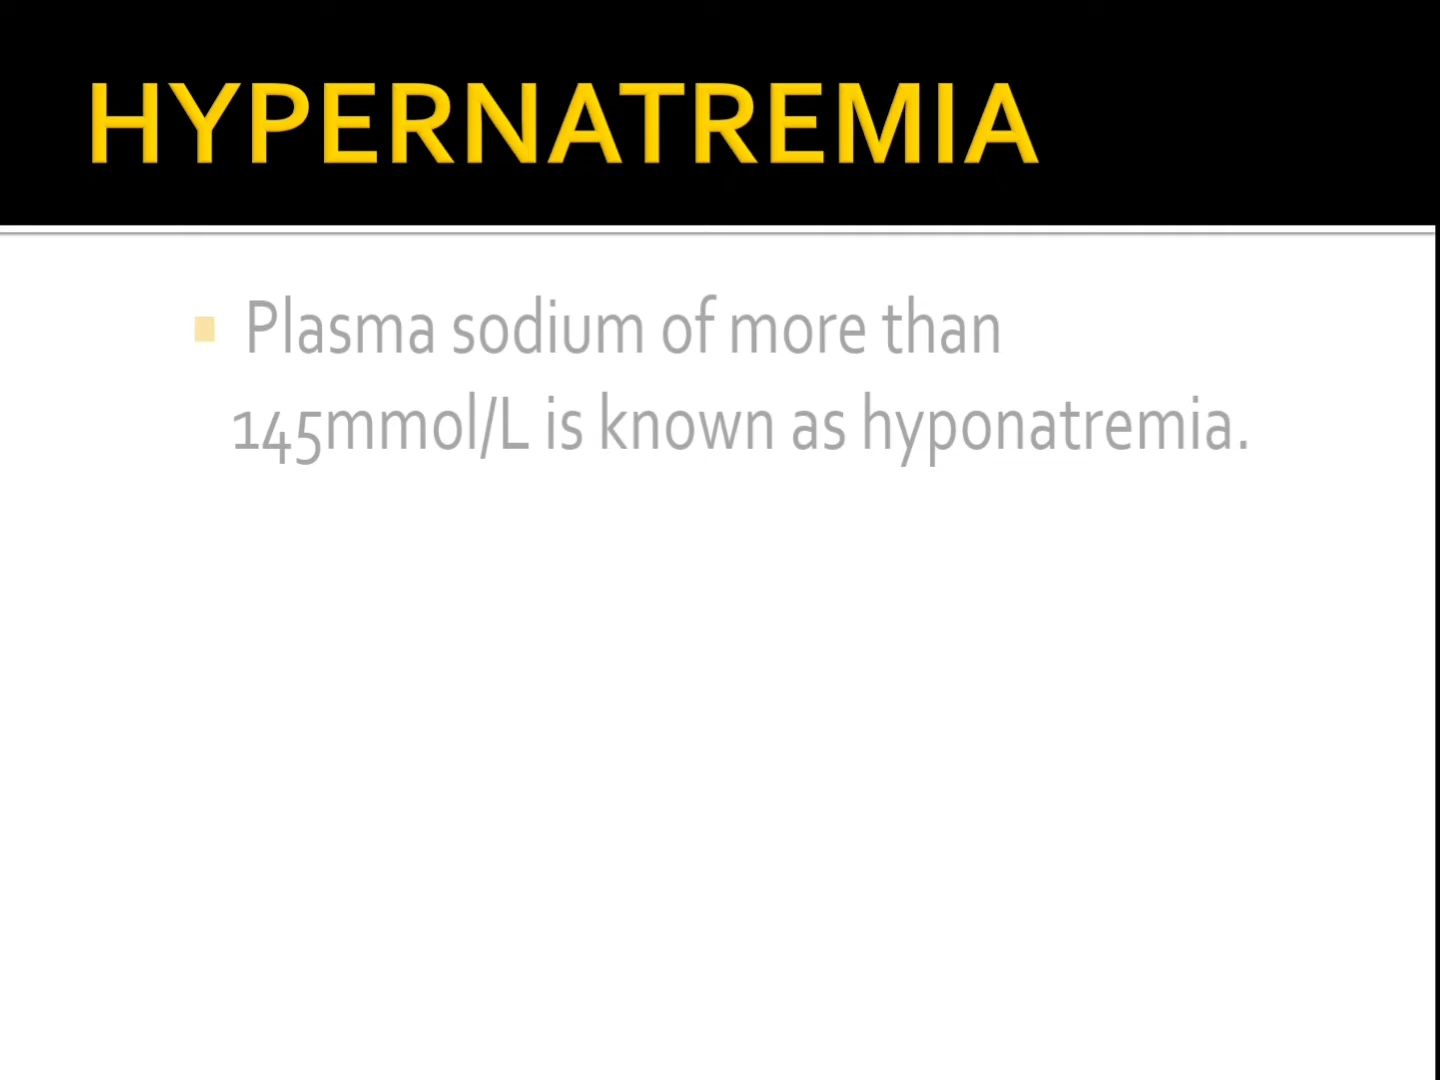 HYPERNATREMIA
Plasma sodium of more than
145mmol/L is known as hyponatremia.